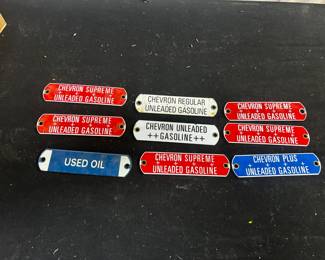 CHEVRON SUPREME
UNLEADED GASOLINE
CHEVRON REGULAR
UNLEADED GASOLINE
CHEVRON SUPREME
+ + + +
UNLEADED GASOLINE
CHEVRON SUPREME
+ + + +
UNLEADED GASOLINE
CHEVRON UNLEADED
++GASOLINE++
CHEVRON SUPREME
+ + + +
UNLEADED GASOLINE
USED OIL
CHEVRON SUPREME
+ + + +
UNLEADED GASOLINE
CHEVRON PLUS
+ + + +
UNLEADED GASOLINE